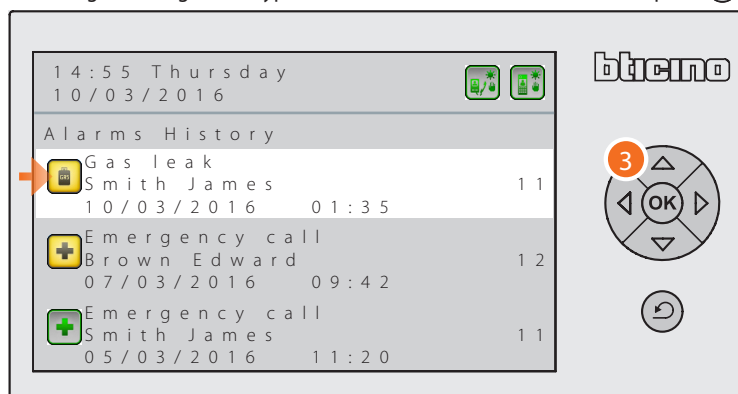 14:55 Thursday
10/03/2016
bticino
Alarms History
Gas leak
GAS
Smith James 11
10/03/2016 01:35
3
OK
Emergency call
Brown Edward 12
07/03/2016 09:42
Emergency call
Smith James 11
05/03/2016 11:20